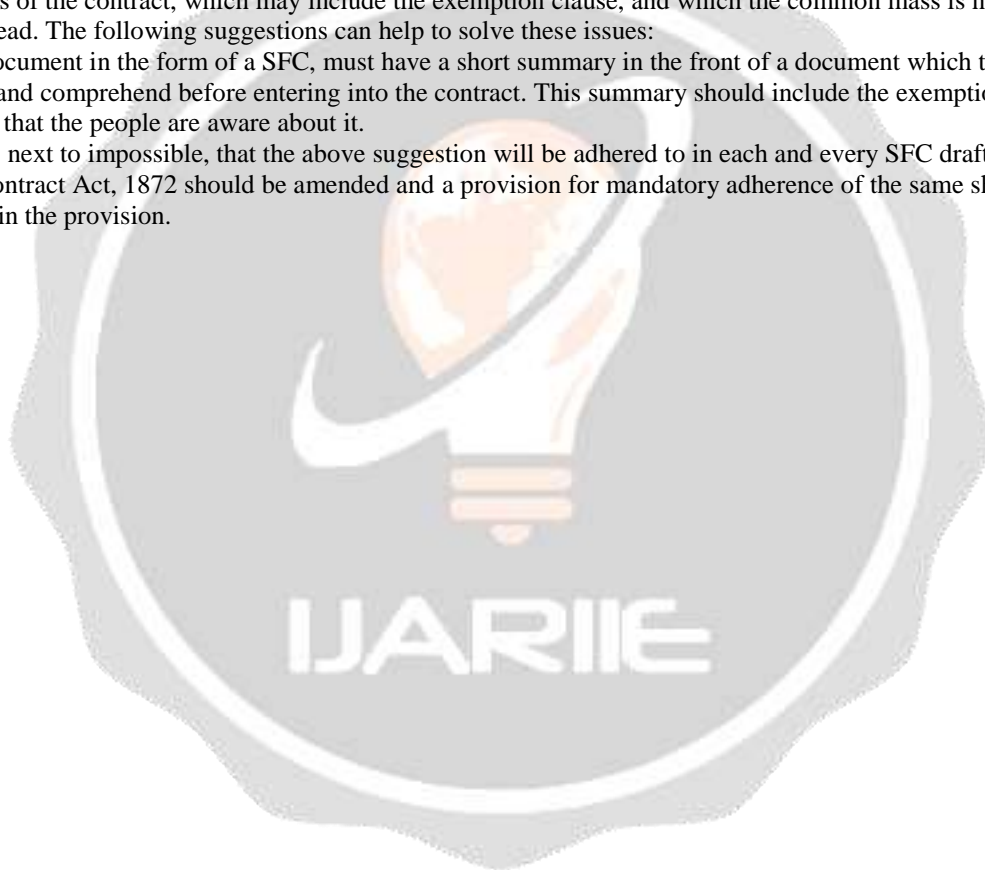 s of the contract, which may include the exemption clause, and which the common mass is
ead. The following suggestions can help to solve these issues:
ocument in the form of a SFC, must have a short summary in the front of a document which
and comprehend before entering into the contract. This summary should include the
that the people are aware about it.
next to impossible, that the above suggestion will be adhered to in each and every SFC
ontract Act, 1872 should be amended and a provision for mandatory adherence of the same
in the provision.
IJARIIE